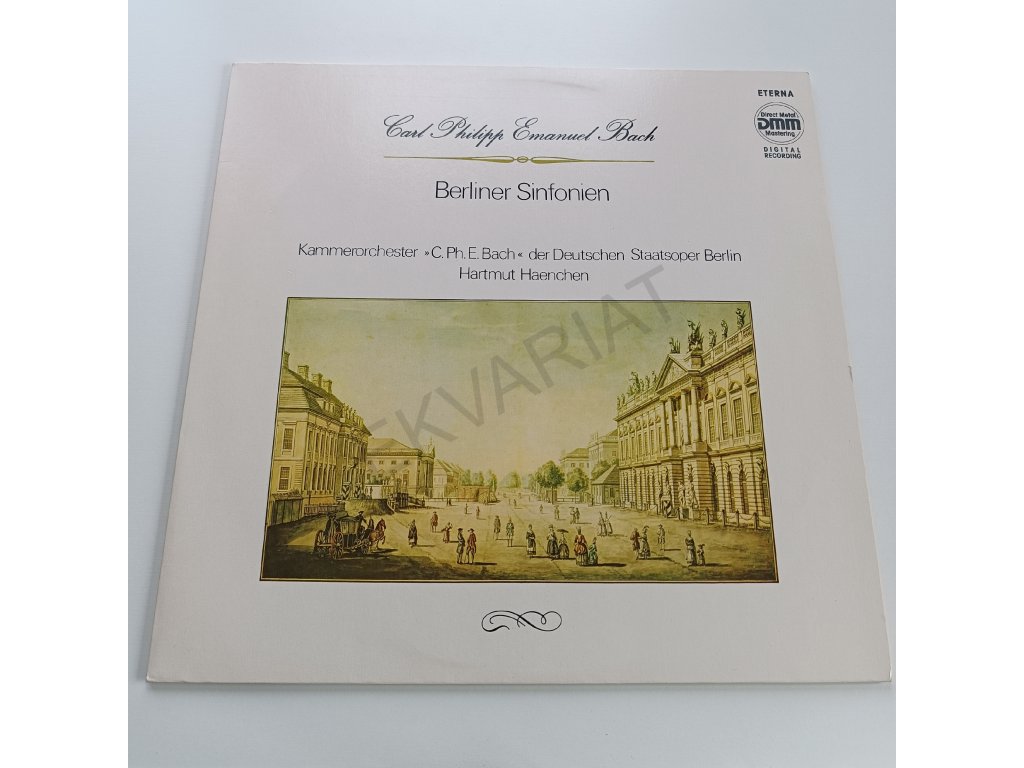 ETERNA
Direct Metal
DMM
Mastering
DIGITAL
RECORDING
Carl Philipp Emanuel Bach
Berliner Sinfonien
Kammerorchester »C. Ph. E. Bach« der Deutschen Staatsoper Berlin
Hartmut Haenchen